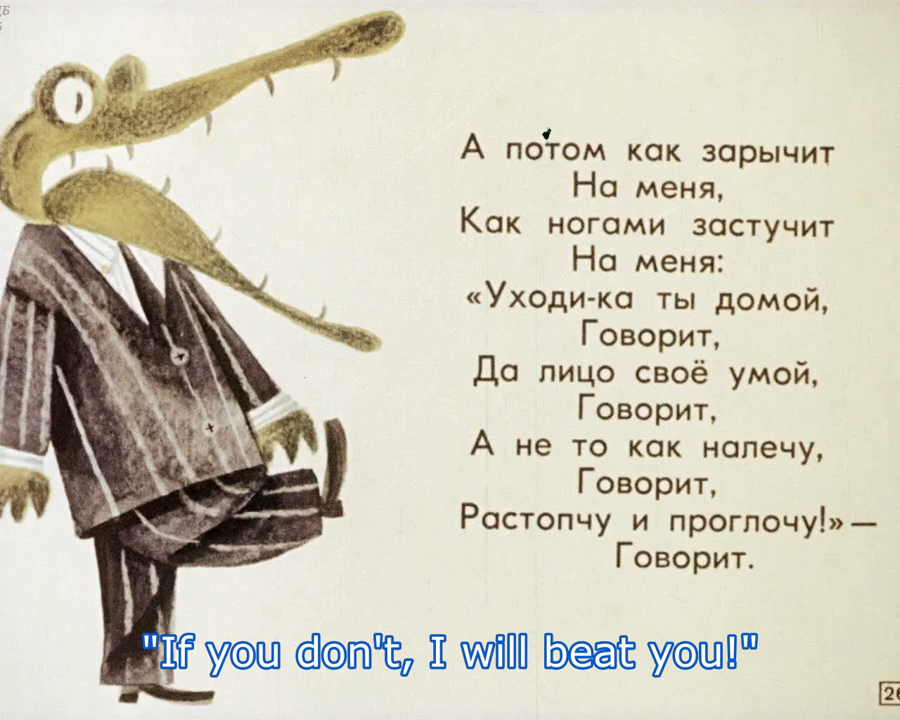 А потом как зарычит
На меня,
Как ногами застучит
На меня:
«Уходи-ка ты домой,
Говорит,
Да лицо своё умой,
Говорит,
А не то как налечу,
Говорит,
Растопчу и проглочу!» —
Говорит.
"If you don't, I will beat you!"